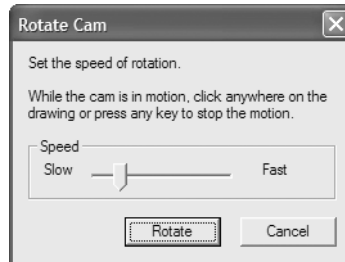 Rotate Cam
Set the speed of rotation.
While the cam is in motion, click anywhere on the
drawing or press any key to stop the motion.
Speed
Slow Fast
Rotate Cancel